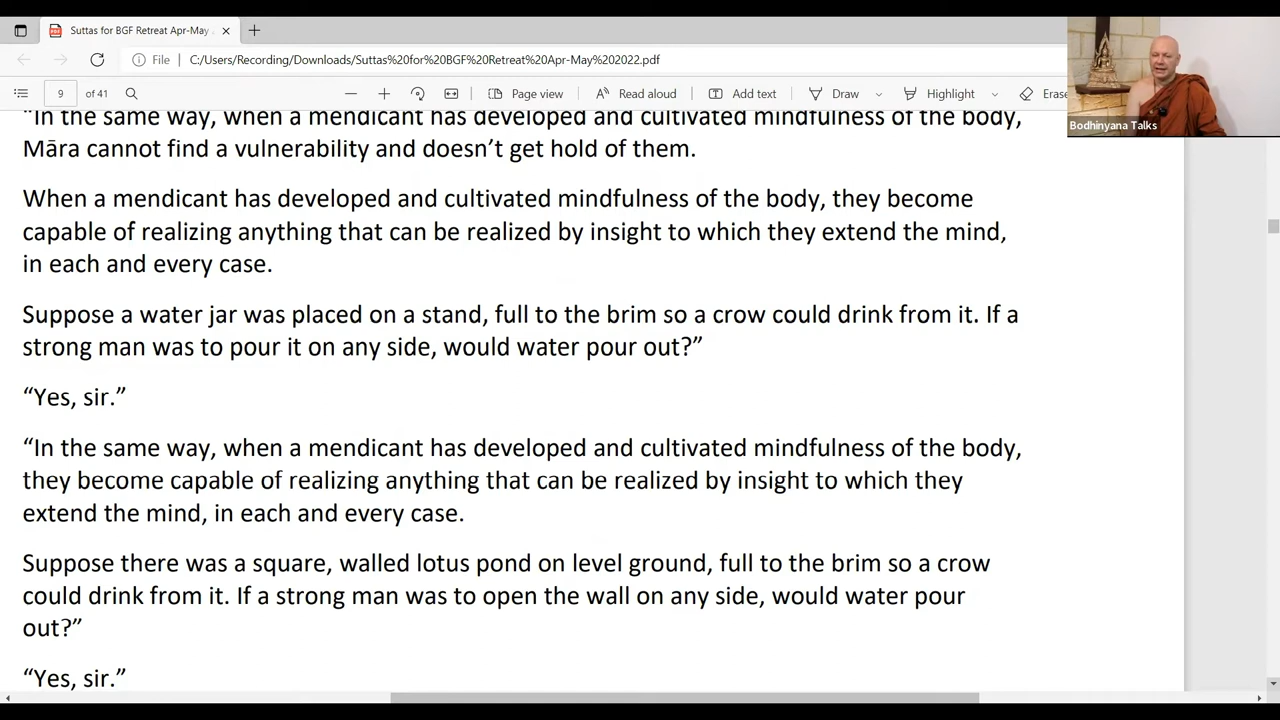 Suttas for BGF Retreat Apr-May
File
C:/Users/Recording/Downloads/Suttas%20for%20BGF%20Retreat%20Apr-May%202022.pdf
9 of 41
Page view
Read aloud
Add text
Draw
Highlight
Erase
Bodhinyana Talks
“In the same way, when a mendicant has developed and cultivated mindfulness of the body,
Māra cannot find a vulnerability and doesn’t get hold of them.
When a mendicant has developed and cultivated mindfulness of the body, they become
capable of realizing anything that can be realized by insight to which they extend the mind,
in each and every case.
Suppose a water jar was placed on a stand, full to the brim so a crow could drink from it. If a
strong man was to pour it on any side, would water pour out?”
“Yes, sir.”
“In the same way, when a mendicant has developed and cultivated mindfulness of the body,
they become capable of realizing anything that can be realized by insight to which they
extend the mind, in each and every case.
Suppose there was a square, walled lotus pond on level ground, full to the brim so a crow
could drink from it. If a strong man was to open the wall on any side, would water pour
out?”
“Yes, sir.”